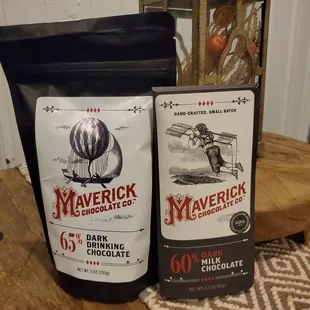 MAVERICK
CHOCOLATE CO.
65%
DARK
DRINKING
CHOCOLATE
HAND-CRAFTED, SMALL BATCH
MAVERICK
CHOCOLATE CO.
60%
DARK
MILK
CHOCOLATE